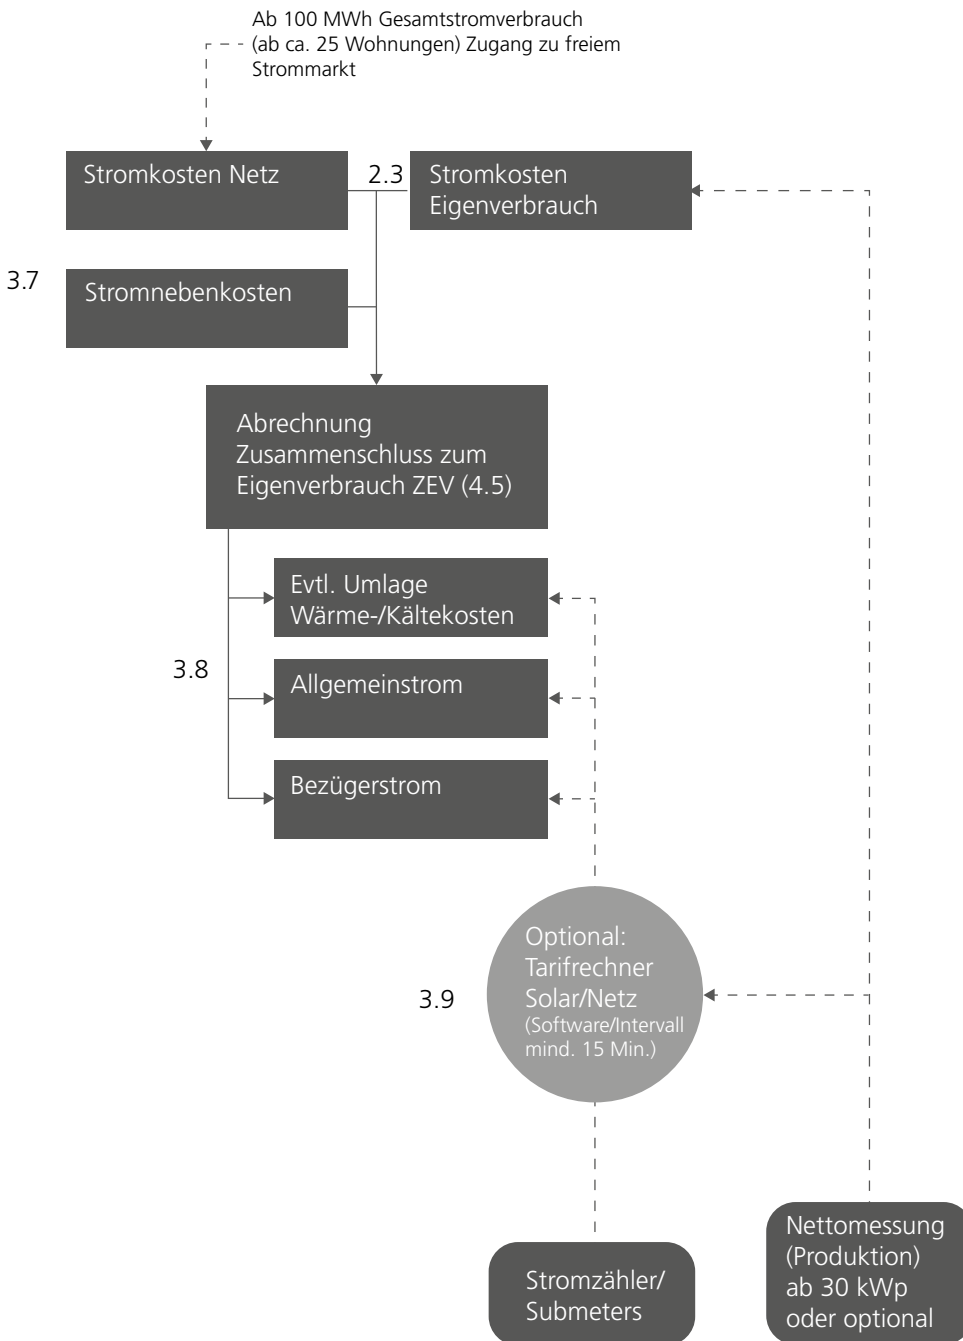 Ab 100 MWh Gesamtstromverbrauch
(ab ca. 25 Wohnungen) Zugang zu freiem
Strommarkt
Stromkosten Netz
2.3
Stromkosten
Eigenverbrauch
3.7
Stromnebenkosten
Abrechnung
Zusammenschluss zum
Eigenverbrauch ZEV (4.5)
Evtl. Umlage
Wärme-/Kältekosten
3.8
Allgemeinstrom
Bezügerstrom
Optional:
Tarifrechner
Solar/Netz
(Software/Intervall
mind. 15 Min.)
3.9
Stromzähler/
Submeters
Nettomessung
(Produktion)
ab 30 kWp
oder optional